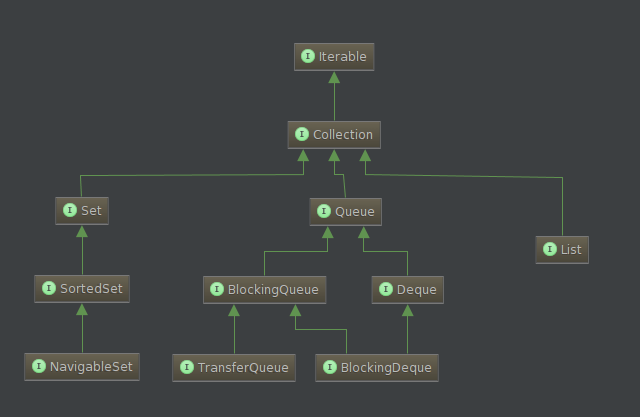 I Iterable
I Collection
I Set
I Queue
I List
I SortedSet
I BlockingQueue
I Deque
I NavigableSet
I TransferQueue
I BlockingDeque